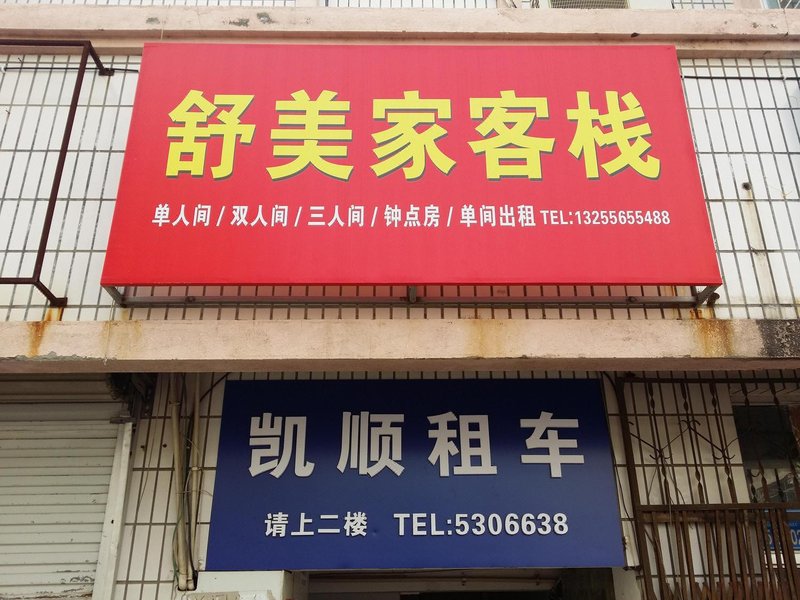 舒美家客栈
单人间/双人间/三人间/钟点房/单间出租 TEL:13255655488
凯顺租车
请上二楼 TEL:5306638